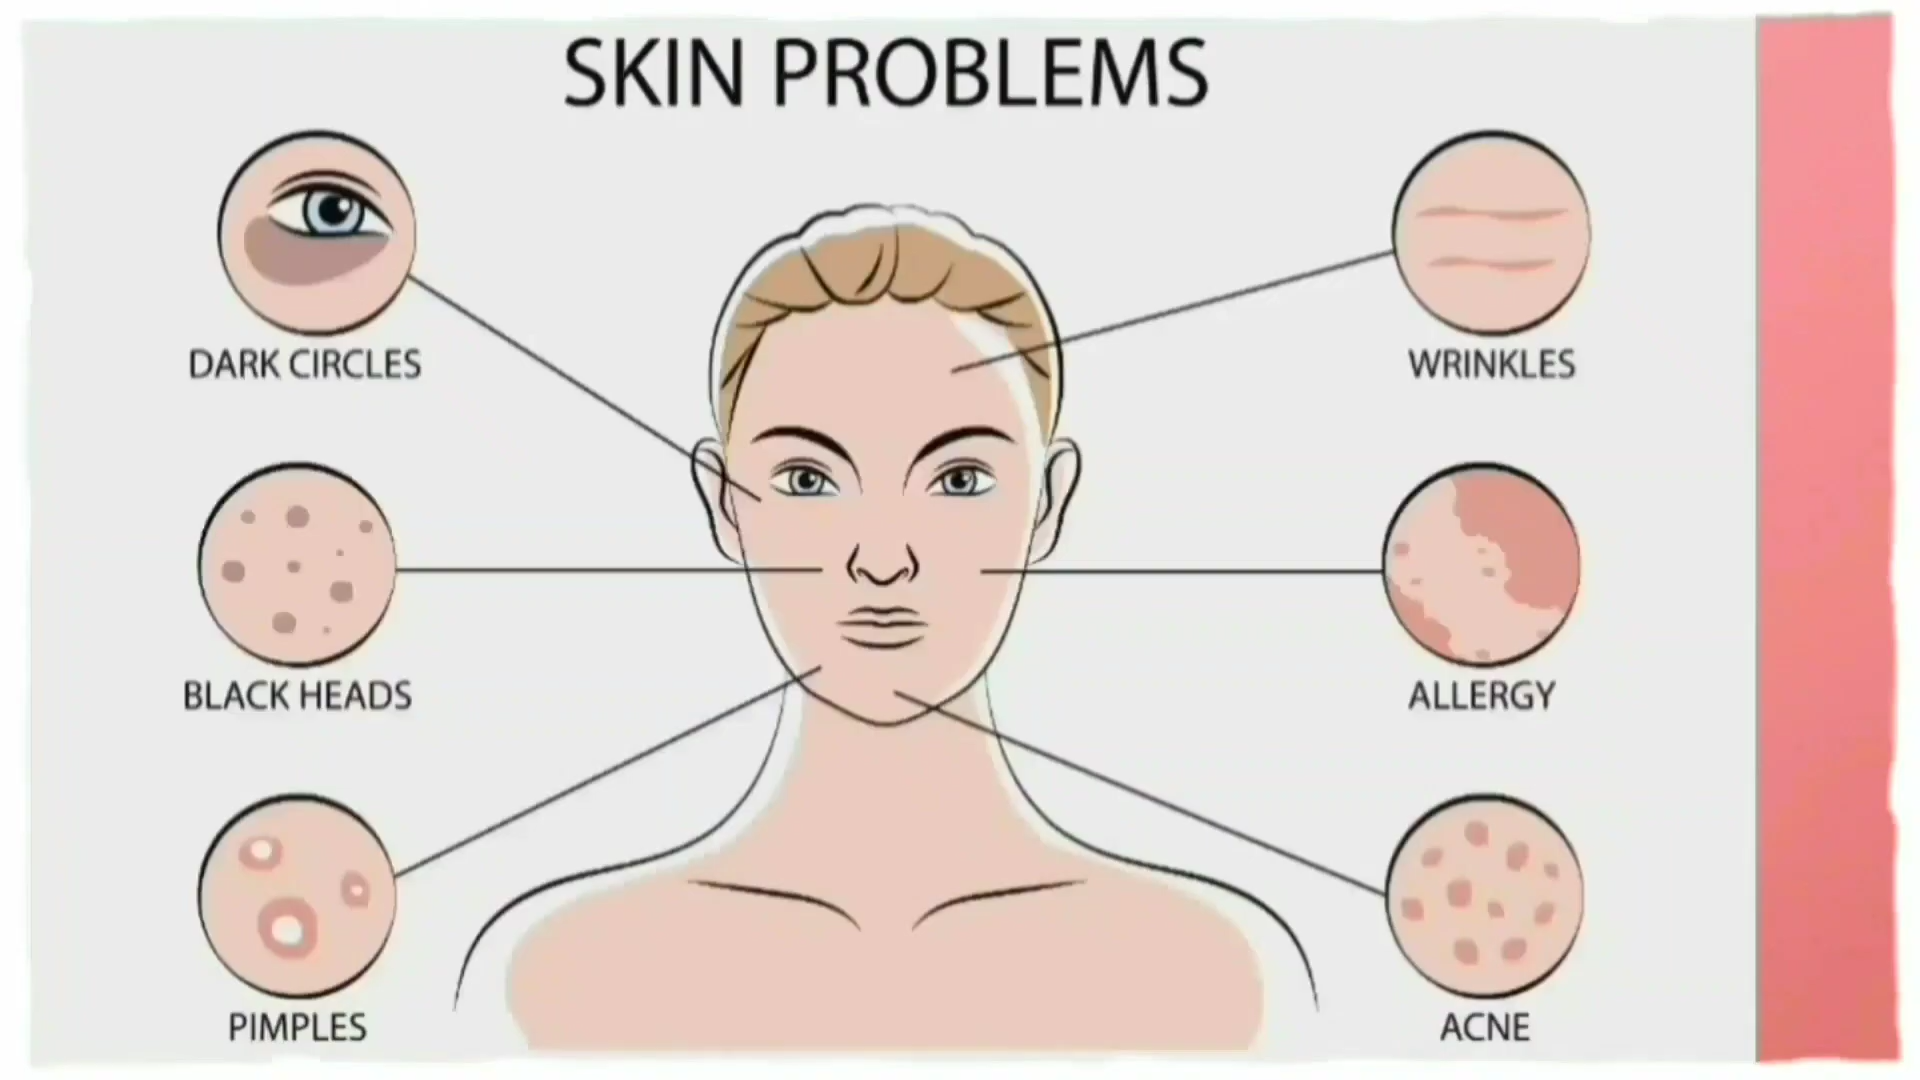 SKIN PROBLEMS
DARK CIRCLES
WRINKLES
BLACK HEADS
ALLERGY
PIMPLES
ACNE